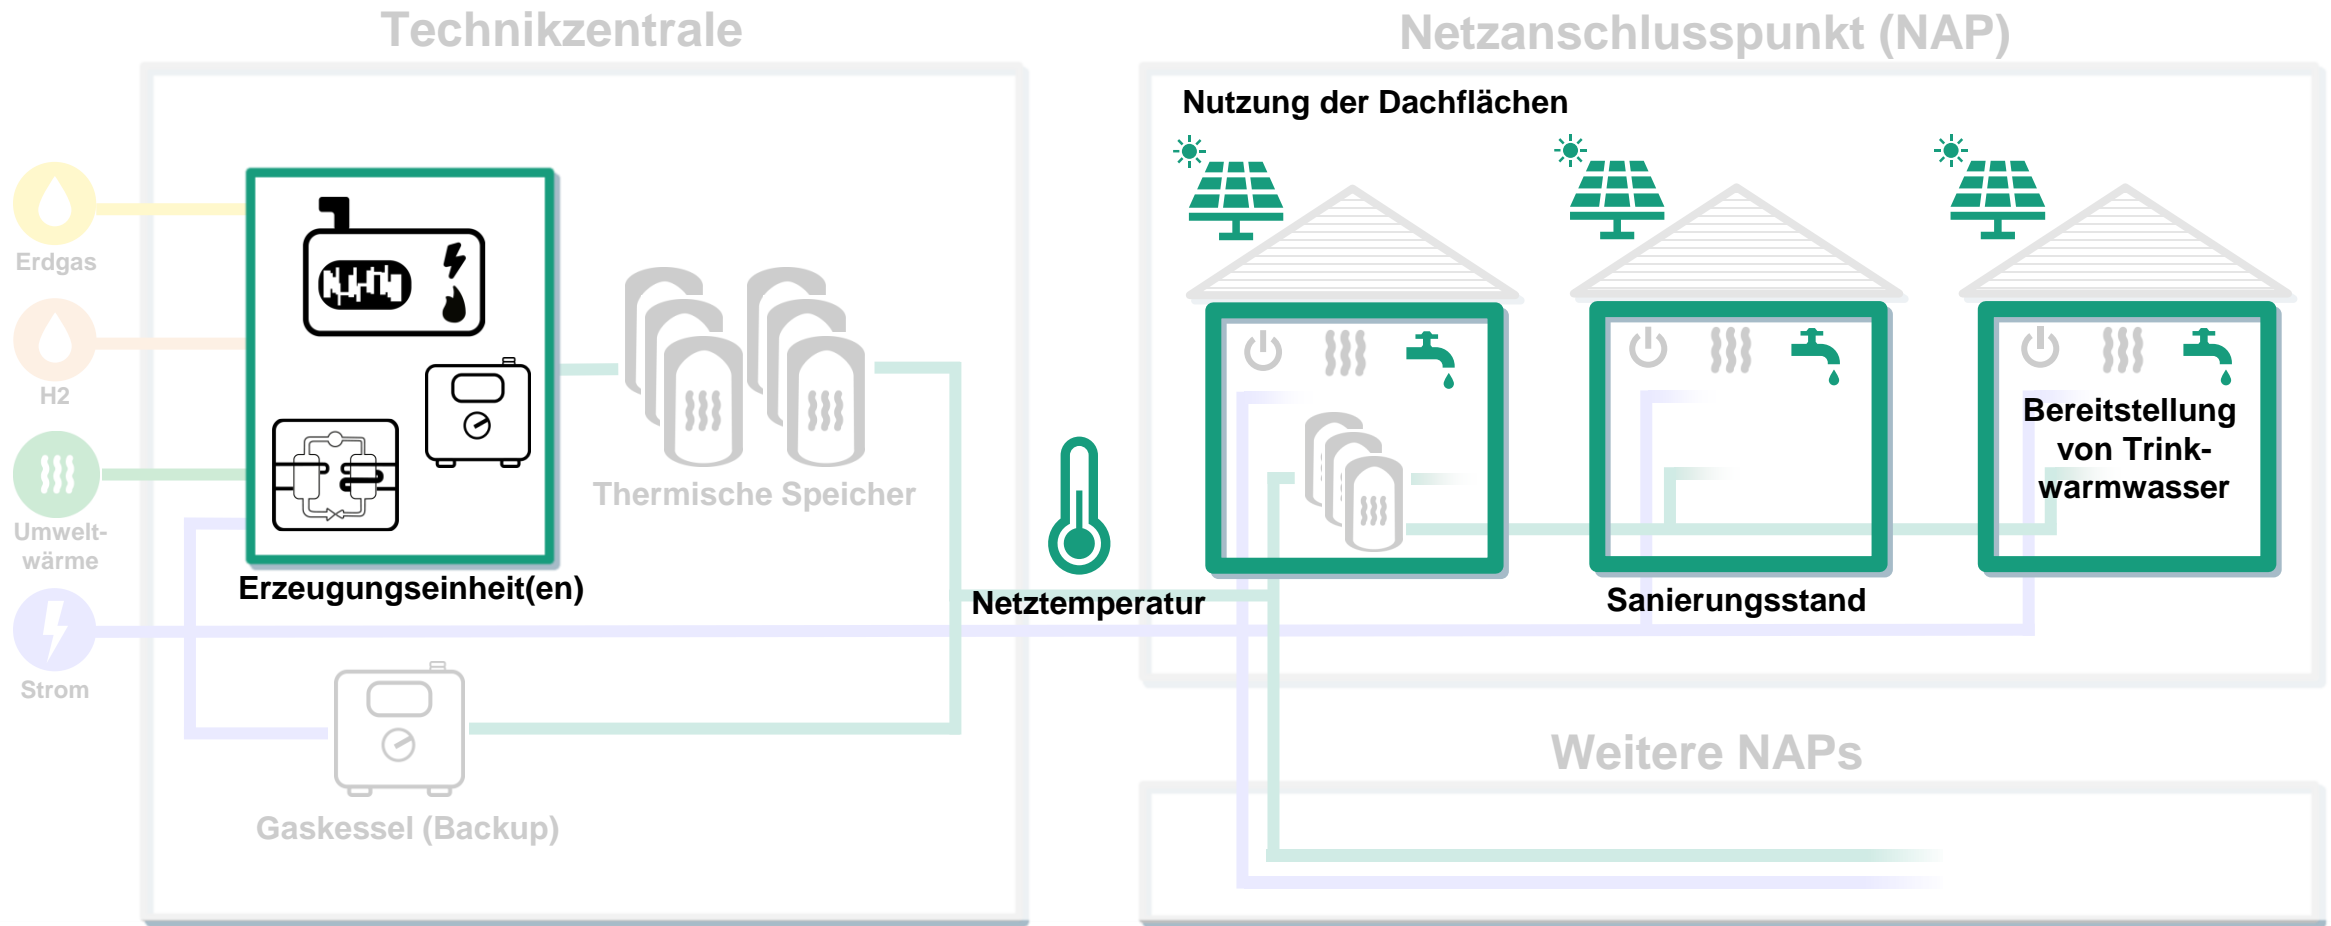 Technikzentrale
Netzanschlusspunkt (NAP)
Nutzung der Dachflächen
Erdgas
H2
Umwelt-
wärme
Strom
Erzeugungseinheit(en)
Thermische Speicher
Gaskessel (Backup)
Netztemperatur
Bereitstellung
von Trink-
warmwasser
Sanierungsstand
Weitere NAPs